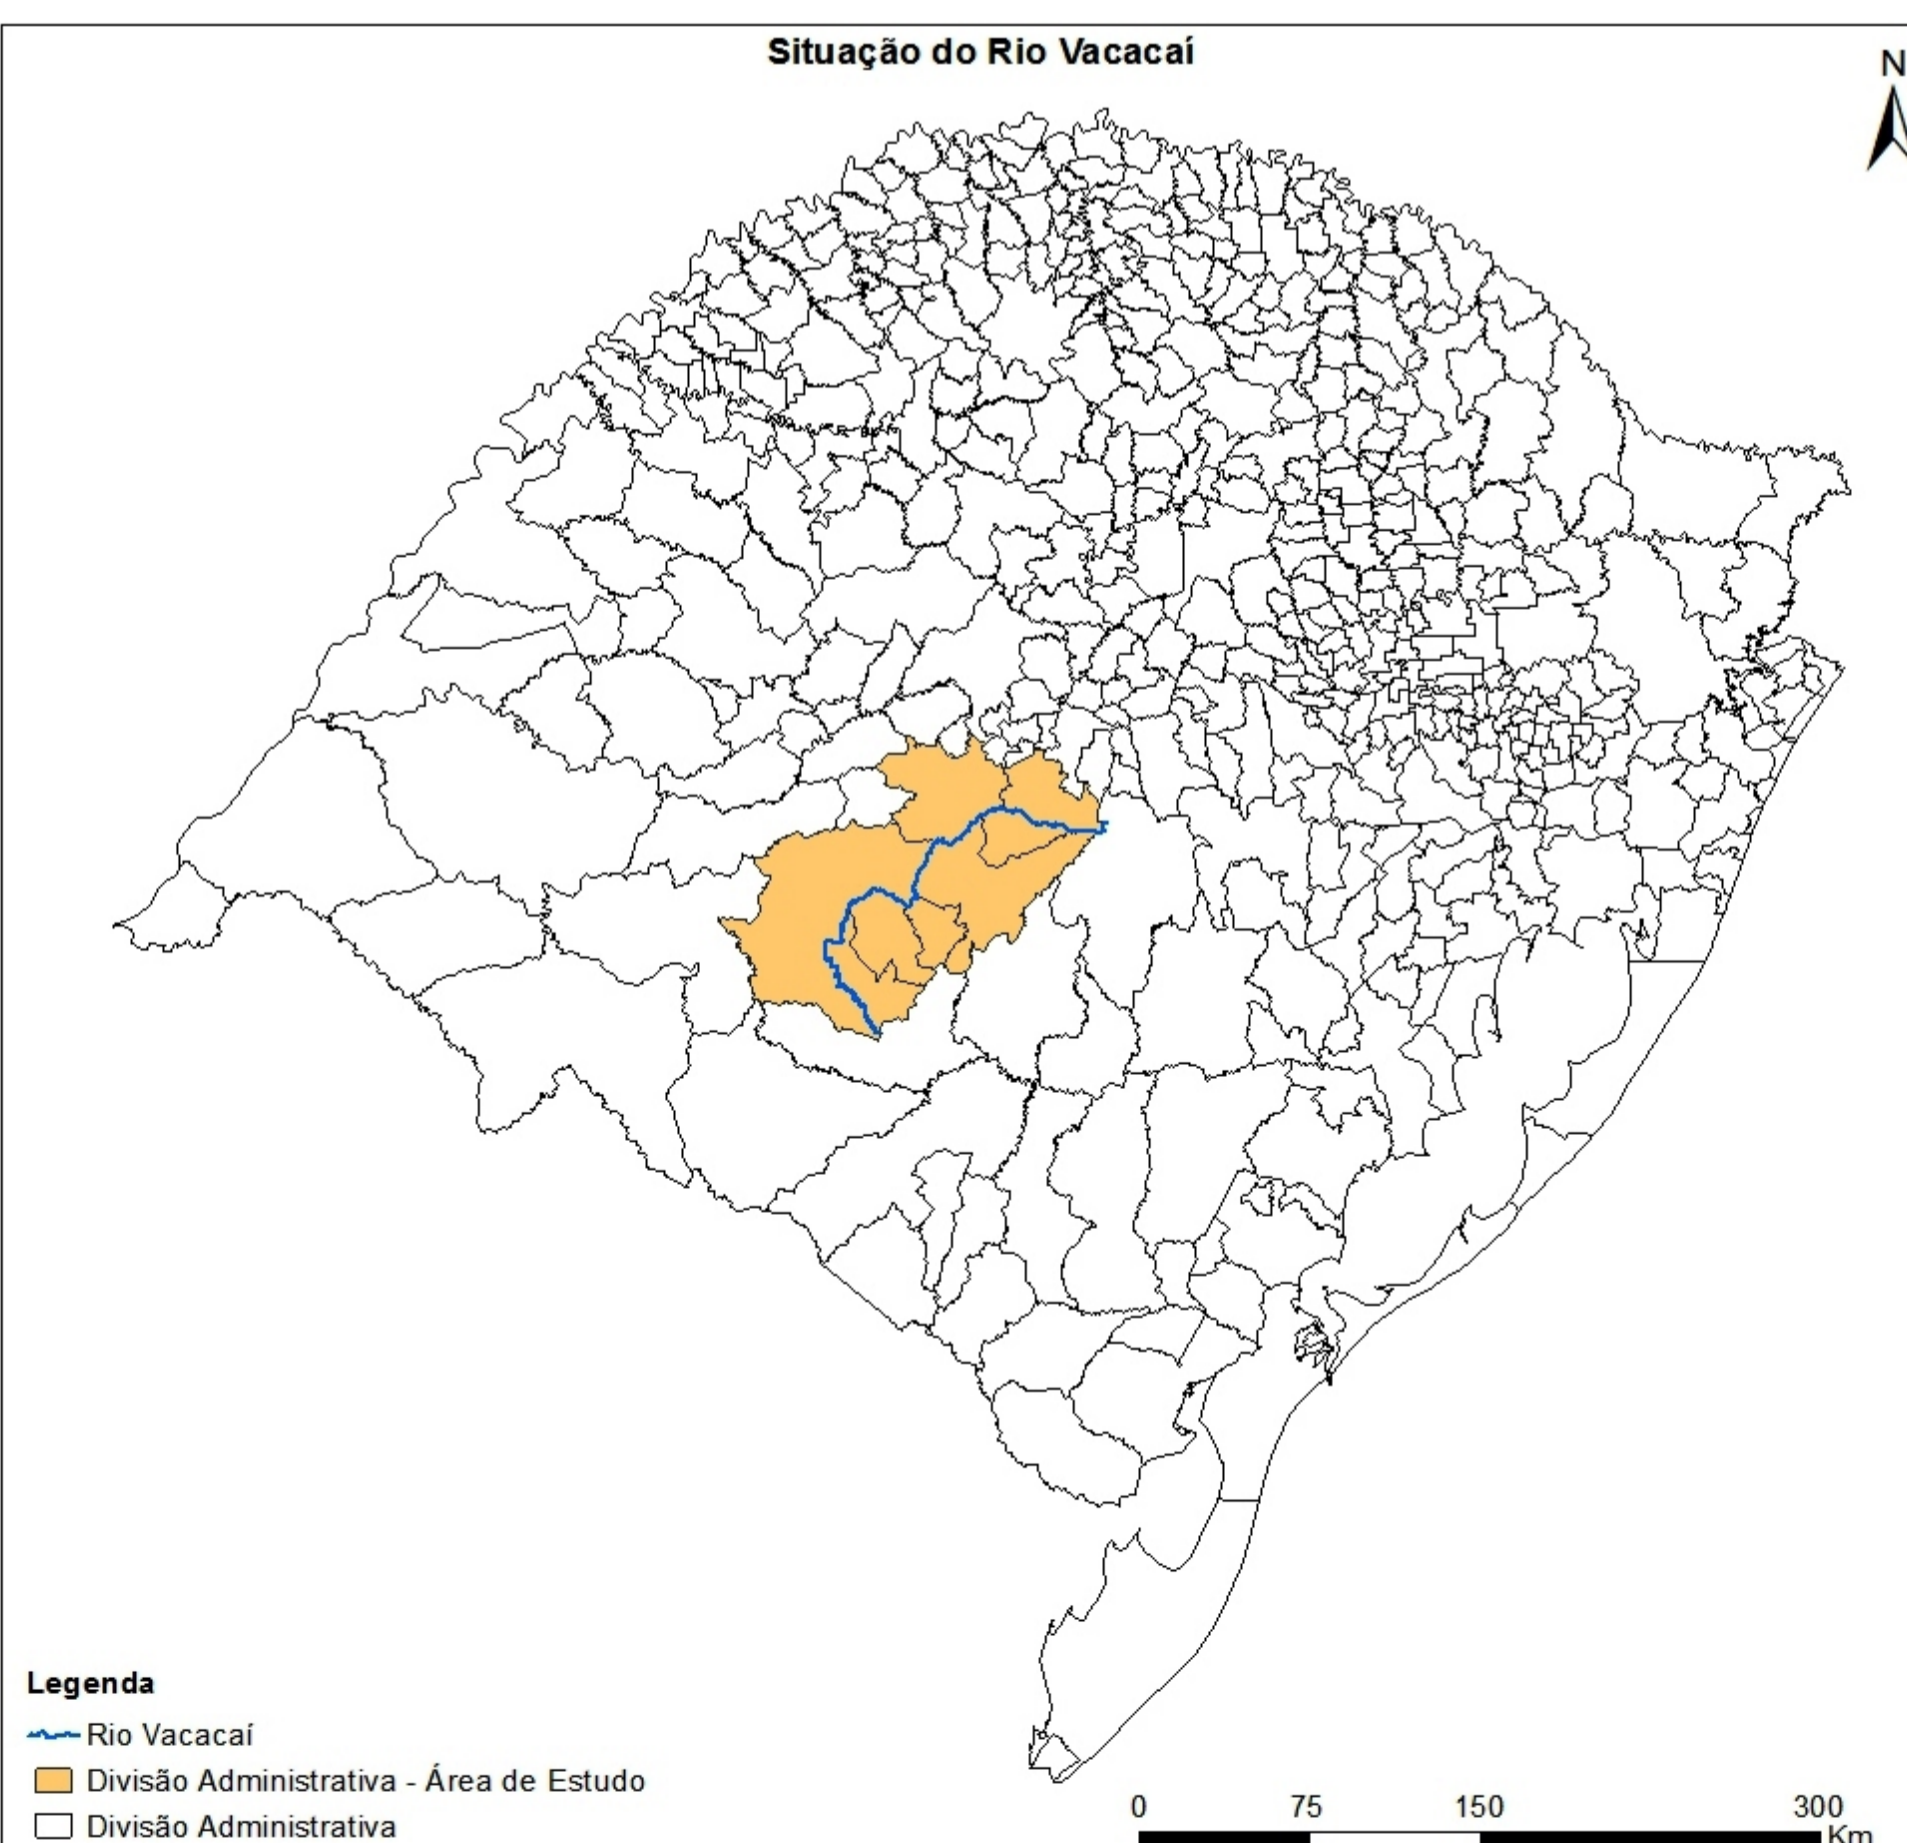 Situação do Rio Vacacaí
N
Legenda
Rio Vacacaí
Divisão Administrativa - Área de Estudo
Divisão Administrativa
0 75 150 300
Km